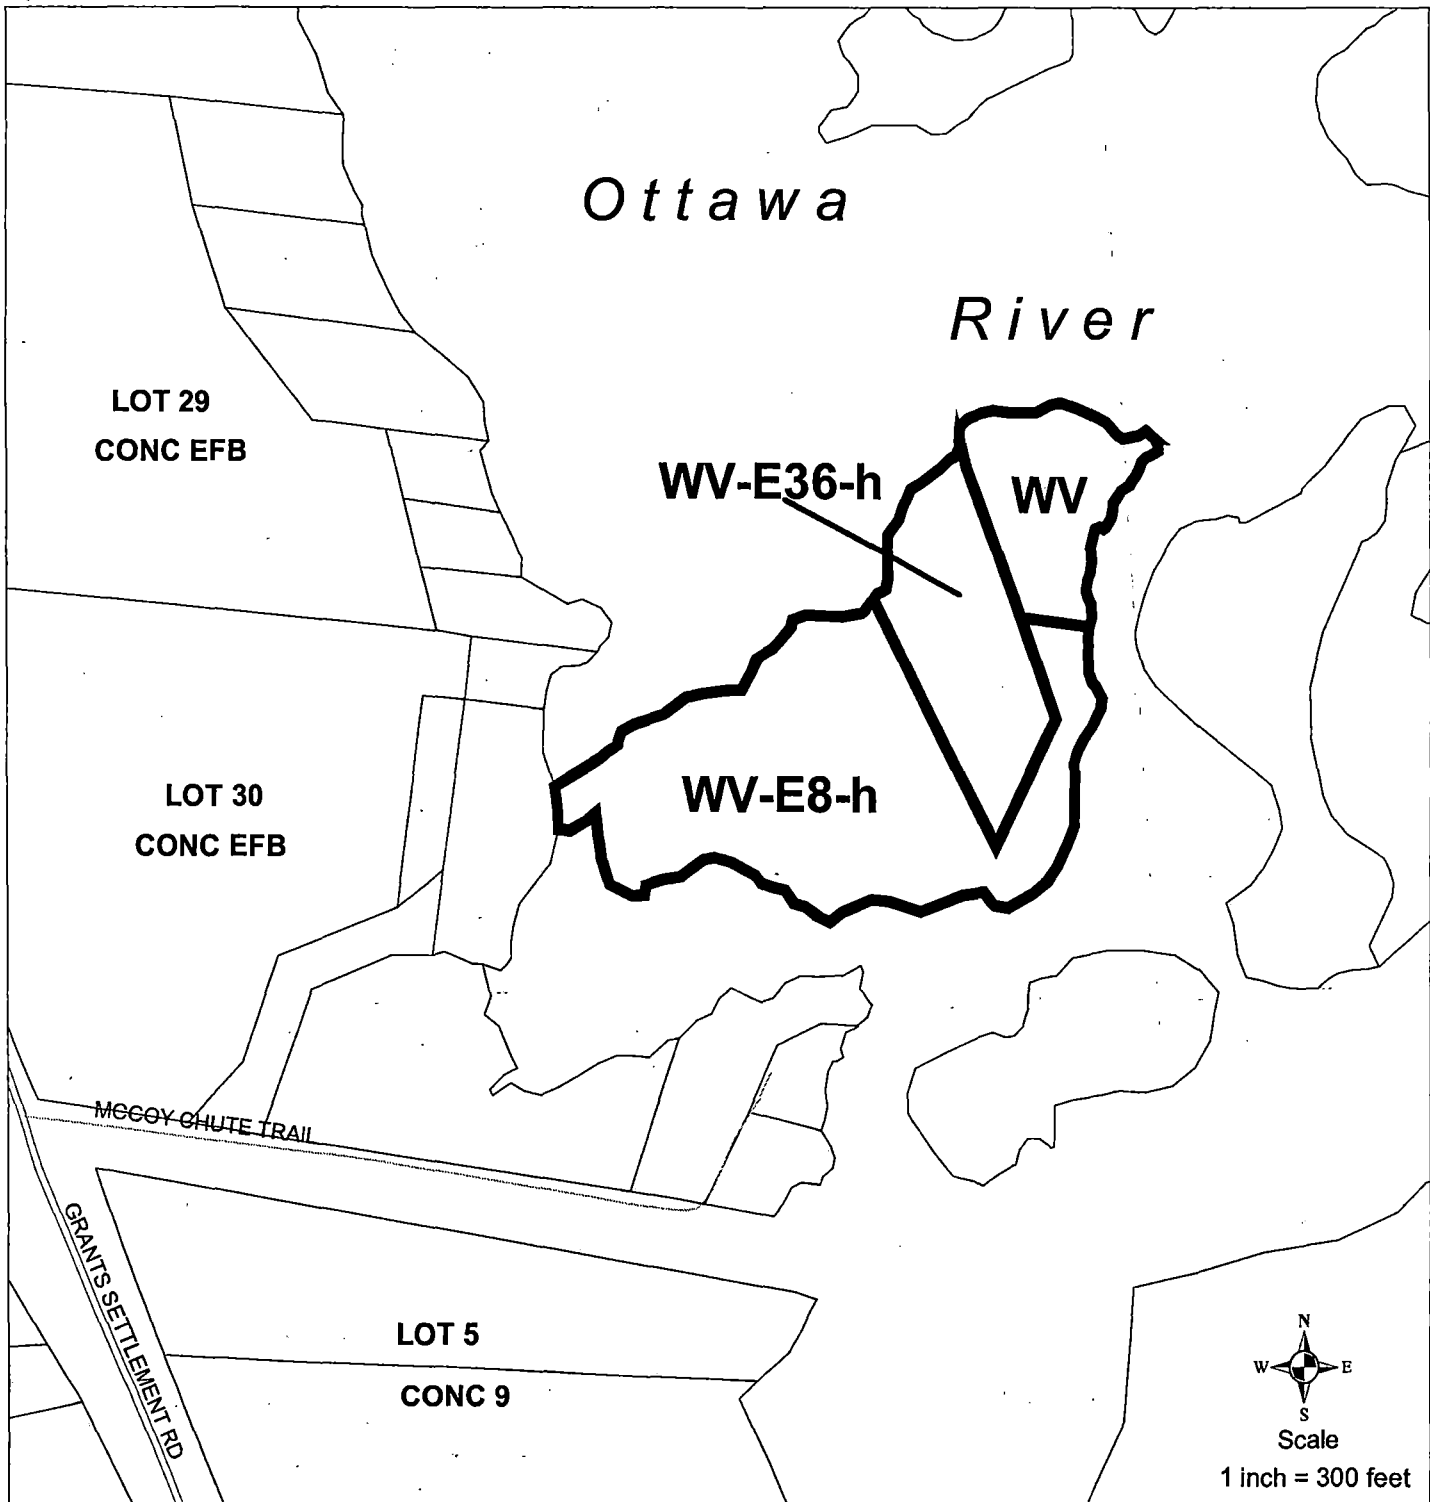 Ottawa
River
LOT 29
CONC EFB
WV-E36-h
WV
LOT 30
CONC EFB
WV-E8-h
MCCOY CHUTE TRAIL
GRANTS SETTLEMENT RD
LOT 5
CONC 9
N
W E
S
Scale
1 inch = 300 feet